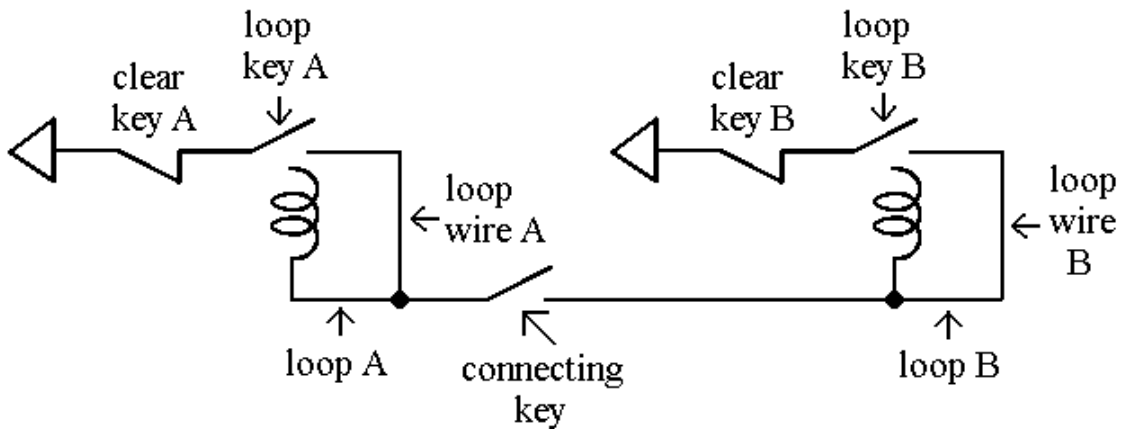 loop
key A
clear
key A
loop
wire A
loop A
connecting
key
loop
key B
clear
key B
loop
wire
B
loop B